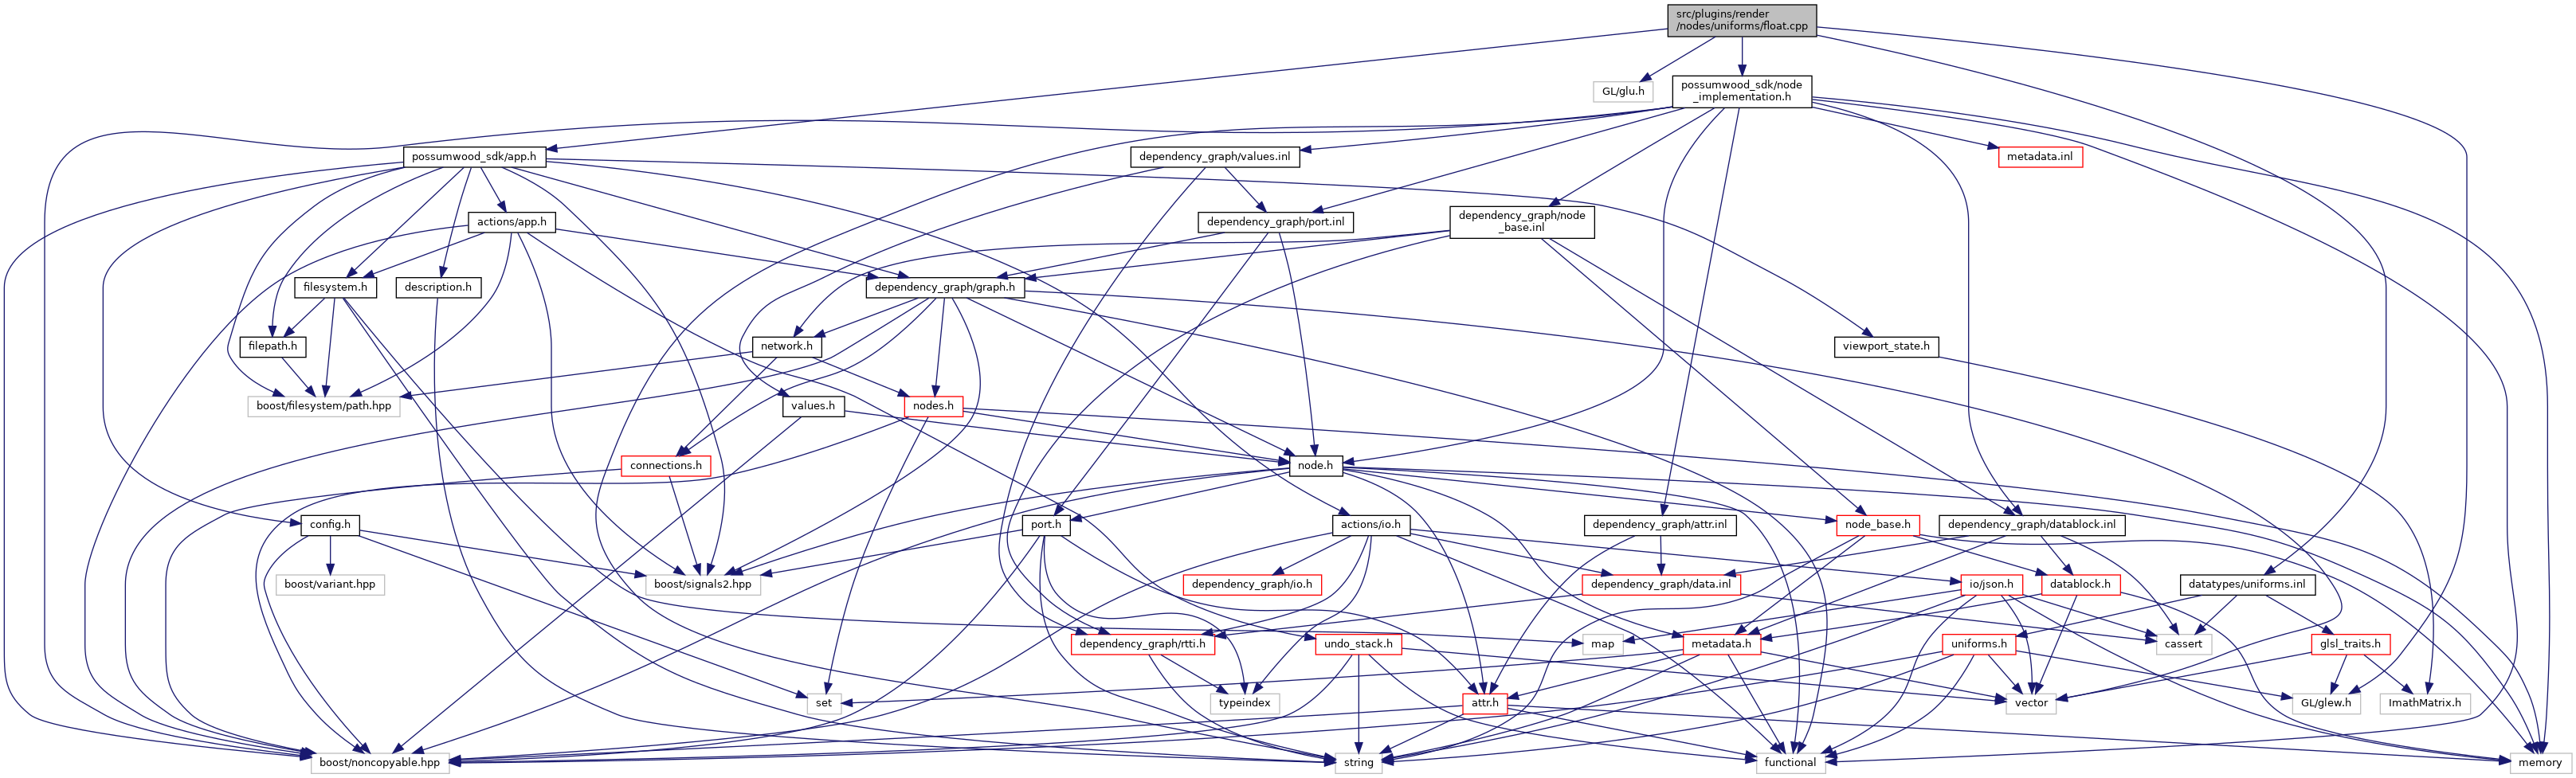 src/plugins/render
/nodes/uniforms/float.cpp
GL/glu.h
possumwood_sdk/node
_implementation.h
possumwood_sdk/app.h
dependency_graph/values.inl
metadata.inl
actions/app.h
dependency_graph/port.inl
dependency_graph/node
_base.inl
filesystem.h
description.h
dependency_graph/graph.h
filepath.h
network.h
viewport_state.h
boost/filesystem/path.hpp
values.h
nodes.h
connections.h
node.h
config.h
port.h
actions/io.h
dependency_graph/attr.inl
node_base.h
dependency_graph/datablock.inl
boost/variant.hpp
boost/signals2.hpp
dependency_graph/io.h
dependency_graph/data.inl
io/json.h
datablock.h
datatypes/uniforms.inl
dependency_graph/rtti.h
undo_stack.h
map
metadata.h
uniforms.h
cassert
glsl_traits.h
set
typeindex
attr.h
vector
GL/glew.h
ImathMatrix.h
boost/noncopyable.hpp
string
functional
memory